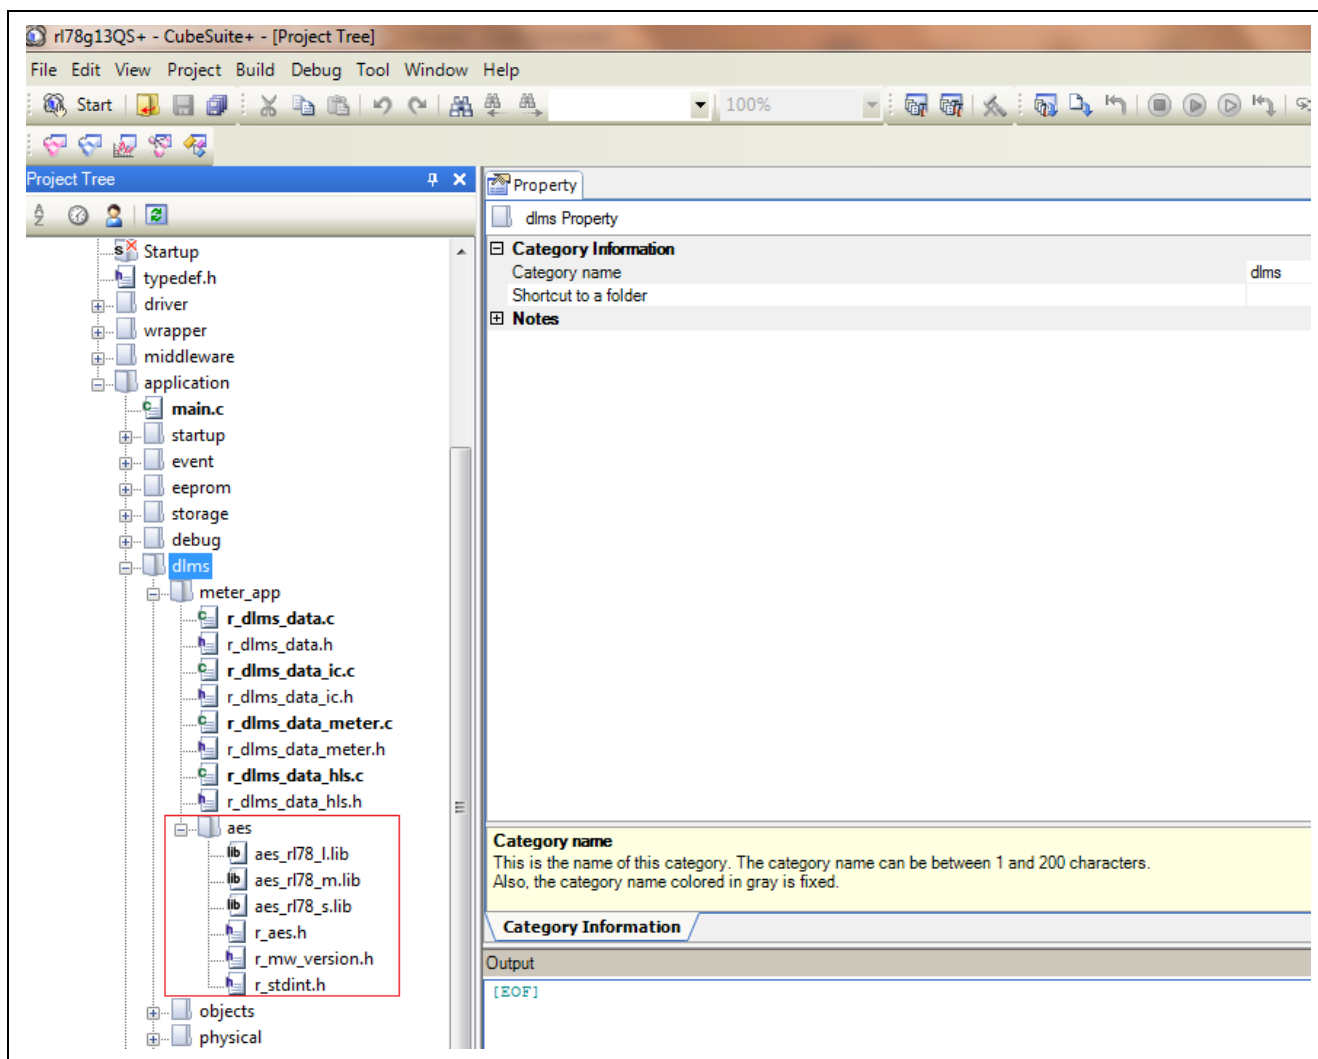 rl78g13QS+ - CubeSuite+ - [Project Tree]
File Edit View Project Build Debug Tool Window Help
Start 100%
Project Tree
Property
dlms Property
Category Information
Category name dlms
Shortcut to a folder
Notes
Startup
typedef.h
driver
wrapper
middleware
application
main.c
startup
event
eeprom
storage
debug
dlms
meter_app
r_dlms_data.c
r_dlms_data.h
r_dlms_data_ic.c
r_dlms_data_ic.h
r_dlms_data_meter.c
r_dlms_data_meter.h
r_dlms_data_hls.c
r_dlms_data_hls.h
aes
aes_rl78_l.lib
aes_rl78_m.lib
aes_rl78_s.lib
r_aes.h
r_mw_version.h
r_stdint.h
objects
physical
Category name
This is the name of this category. The category name can be between 1 and 200 characters.
Also, the category name colored in gray is fixed.
Category Information
Output
[EOF]